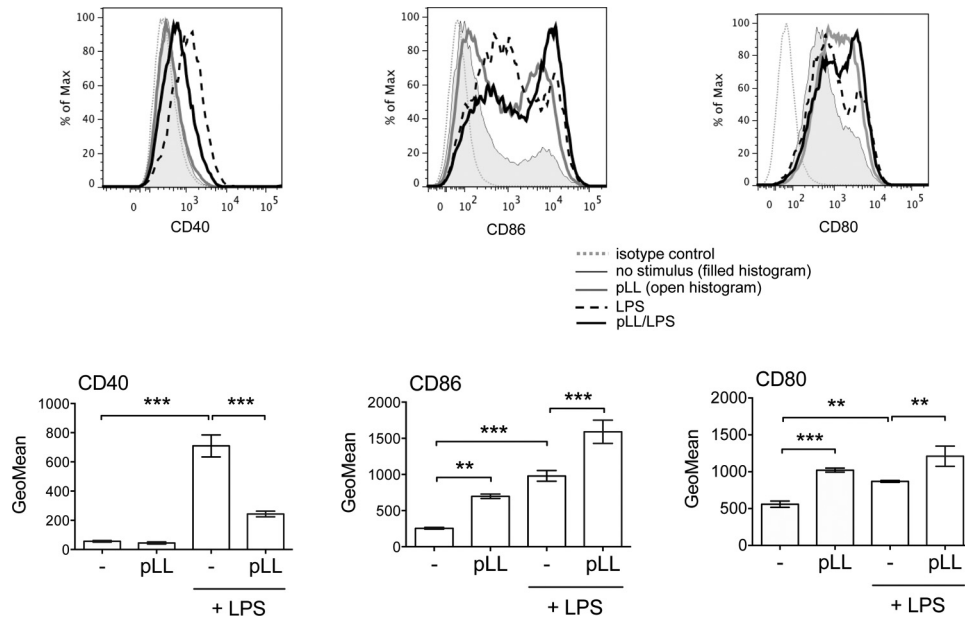 100
80
60
40
20
0
% of Max
0
10³
10⁴
10⁵
CD40
100
80
60
40
20
0
% of Max
0
10²
10³
10⁴
10⁵
CD86
100
80
60
40
20
0
% of Max
0
10²
10³
10⁴
10⁵
CD80
isotype control
no stimulus (filled histogram)
pLL (open histogram)
LPS
pLL/LPS
CD40
1000
800
600
400
200
0
GeoMean
***
***
-
pLL
-
pLL
+ LPS
CD86
2000
1500
1000
500
0
GeoMean
***
***
**
-
pLL
-
pLL
+ LPS
CD80
2000
1500
1000
500
0
GeoMean
**
**
***
-
pLL
-
pLL
+ LPS